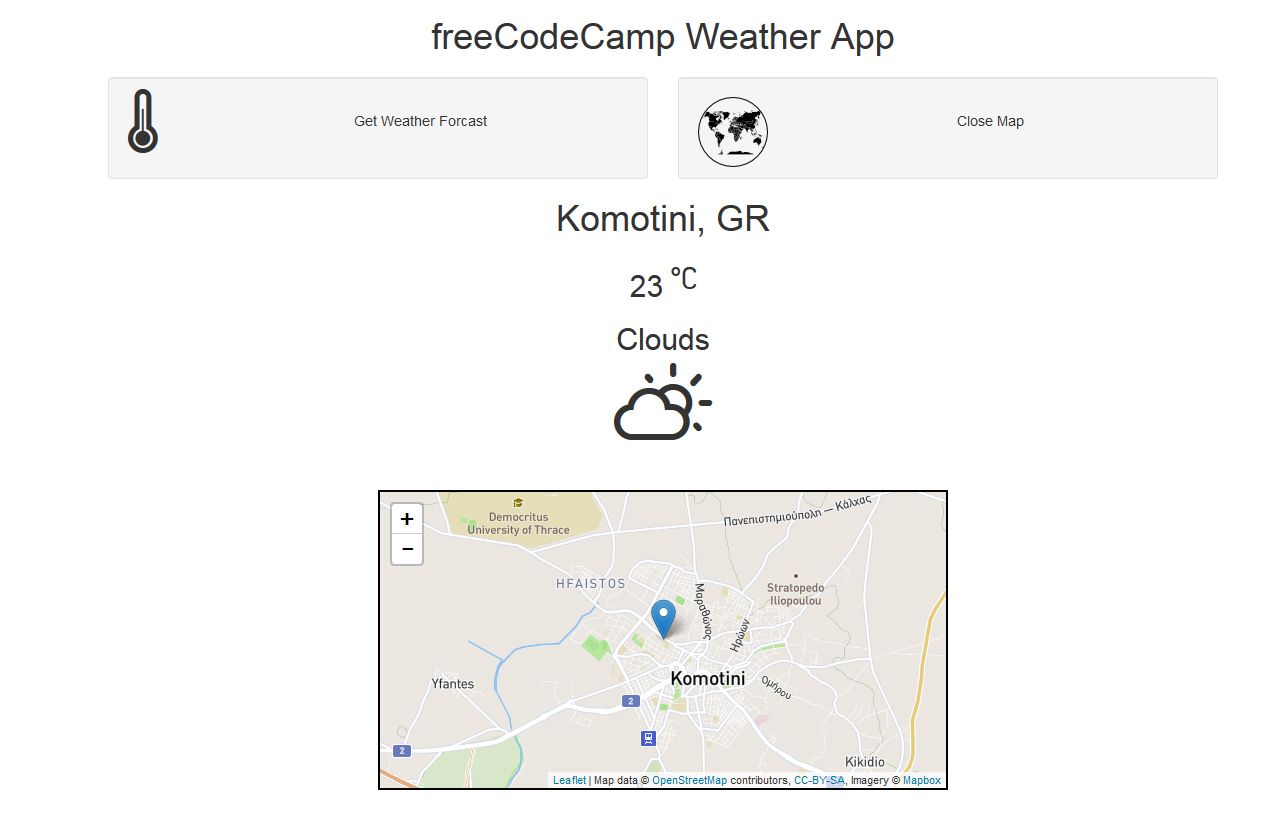 freeCodeCamp Weather App
Get Weather Forcast
Close Map
Komotini, GR
23 °C
Clouds
+
−
Democritus
University of Thrace
Πανεπιστημιούπολη — Κάλχας
HFAISTOS
Μαραθώνος
Stratopedo
Iliopoulou
Ηρώων
Komotini
Ομήρου
Yfantes
2
2
Kikidio
Leaflet | Map data © OpenStreetMap contributors, CC-BY-SA, Imagery © Mapbox